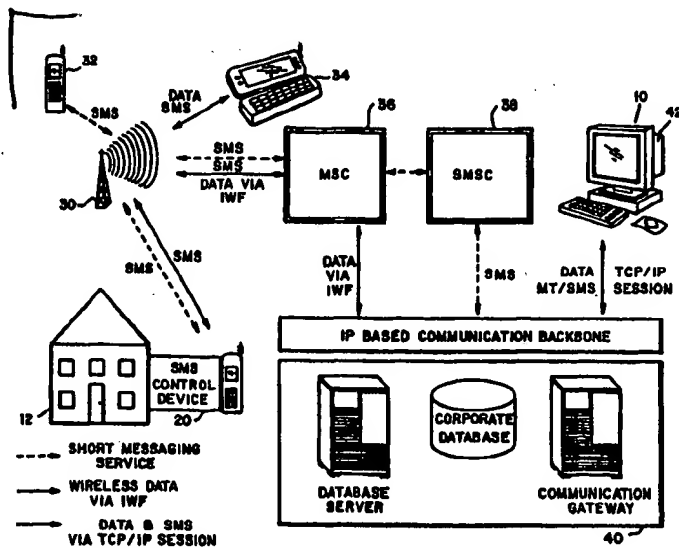 32
34
SMS
DATA
SMS
36
38
10
42
SMS
SMS
DATA VIA
IWF
MSC
SMSC
30
SMS
SMS
DATA
VIA
IWF
SMS
DATA
MT/SMS
TCP/IP
SESSION
IP BASED COMMUNICATION BACKBONE
SMS
CONTROL
DEVICE
12
20
CORPORATE
DATABASE
DATABASE
SERVER
COMMUNICATION
GATEWAY
40
SHORT MESSAGING
SERVICE
WIRELESS DATA
VIA IWF
DATA & SMS
VIA TCP/IP SESSION